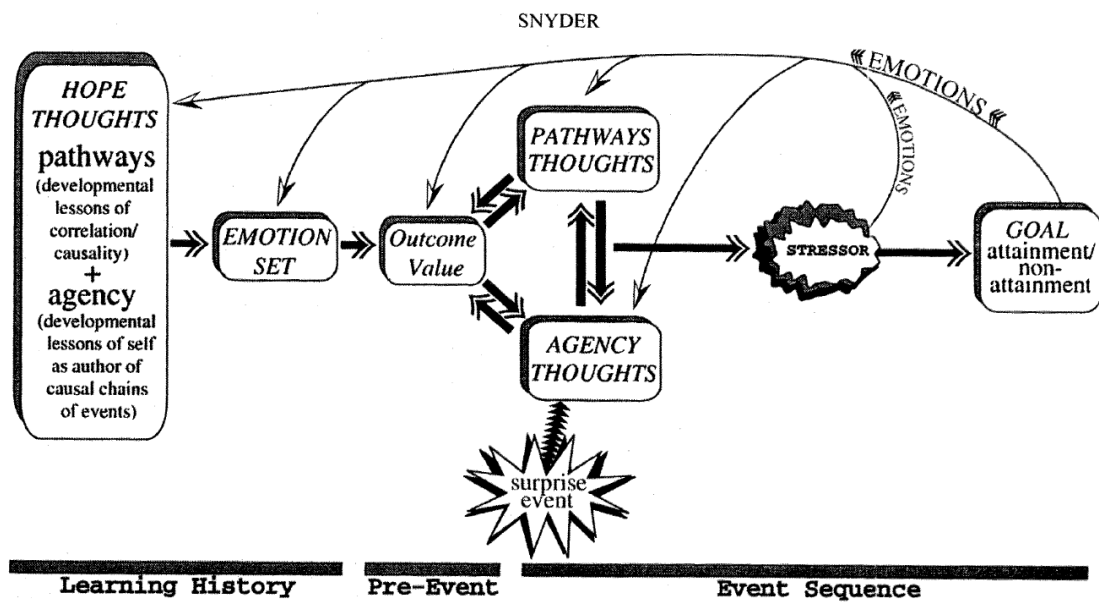 SNYDER
EMOTIONS
EMOTIONS
HOPE
THOUGHTS
pathways
(developmental
lessons of
correlation/
causality)
+
agency
(developmental
lessons of self
as author of
causal chains
of events)
EMOTION
SET
Outcome
Value
PATHWAYS
THOUGHTS
AGENCY
THOUGHTS
surprise
event
STRESSOR
GOAL
attainment/
non-
attainment
Learning History
Pre-Event
Event Sequence